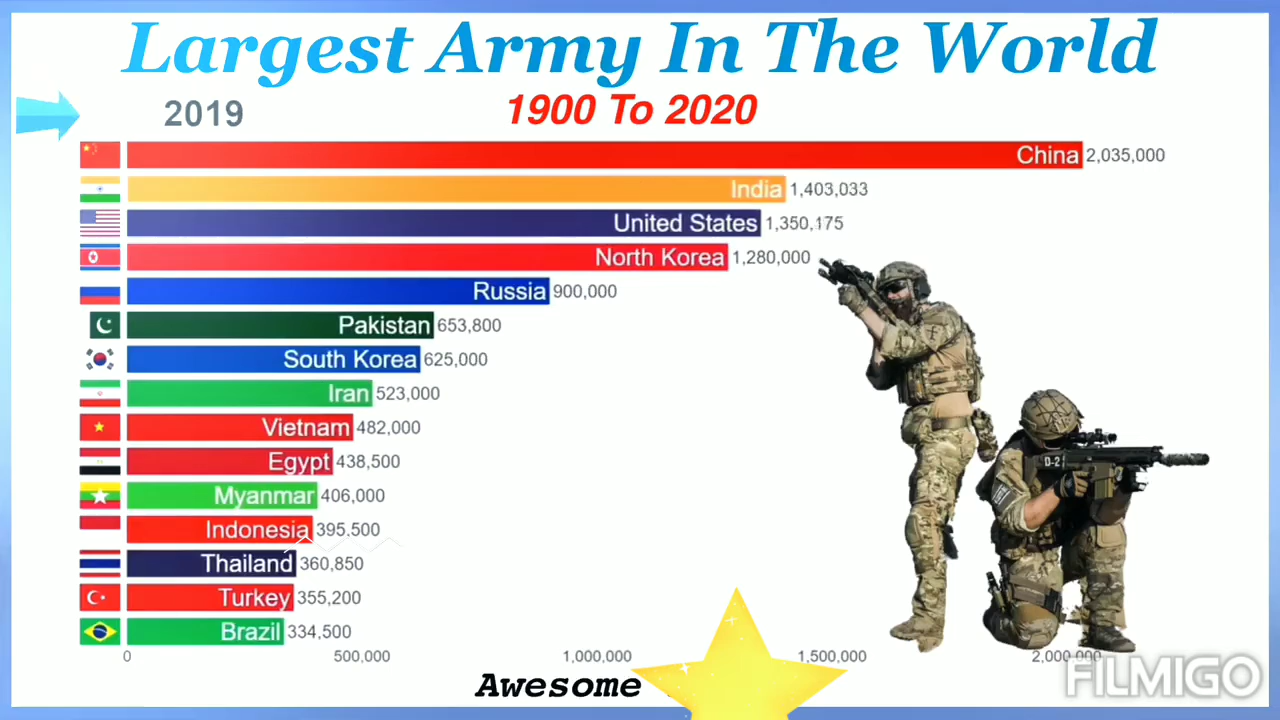 Largest Army In The World
2019
1900 To 2020
China 2,035,000
India 1,403,033
United States 1,350,175
North Korea 1,280,000
Russia 900,000
Pakistan 653,800
South Korea 625,000
Iran 523,000
Vietnam 482,000
Egypt 438,500
Myanmar 406,000
Indonesia 395,500
Thailand 360,850
Turkey 355,200
Brazil 334,500
0 500,000 1,000,000 1,500,000 2,000,000
Awesome
D-2
FILMIGO